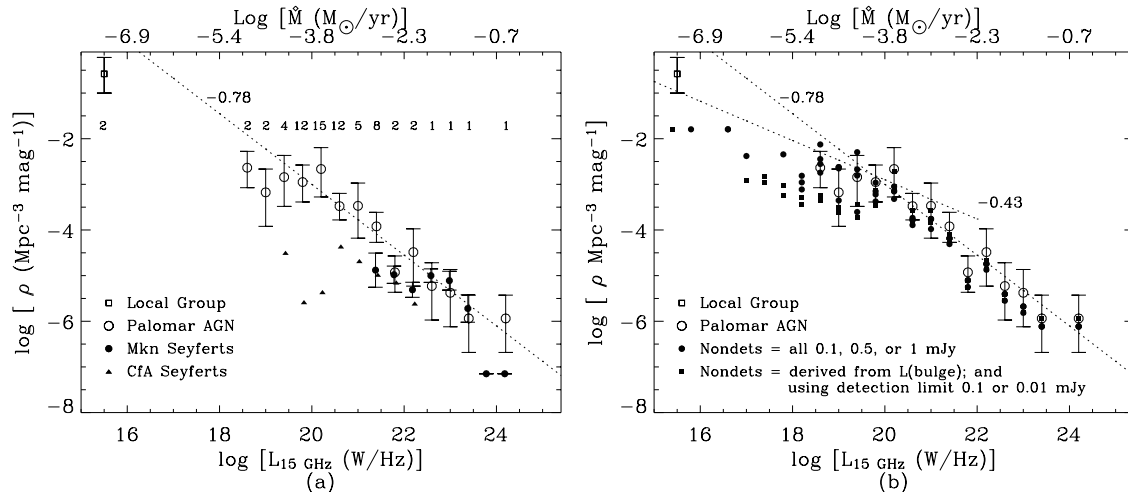 Log [Ṁ (M⊙/yr)]
−6.9 −5.4 −3.8 −2.3 −0.7
−0.78
2 2 2 4 12 12 15 12 5 8 2 2 1 1 1 1
−2
−4
−6
−8
log [ ρ (Mpc⁻³ mag⁻¹)]
Local Group
Palomar AGN
Mkn Seyferts
CfA Seyferts
16 18 20 22 24
log [L15 GHz (W/Hz)]
(a)
Log [Ṁ (M⊙/yr)]
−6.9 −5.4 −3.8 −2.3 −0.7
−0.78
−0.43
−2
−4
−6
−8
log [ ρ Mpc⁻³ mag⁻¹]
Local Group
Palomar AGN
Nondets = all 0.1, 0.5, or 1 mJy
Nondets = derived from L(bulge); and
using detection limit 0.1 or 0.01 mJy
16 18 20 22 24
log [L15 GHz (W/Hz)]
(b)